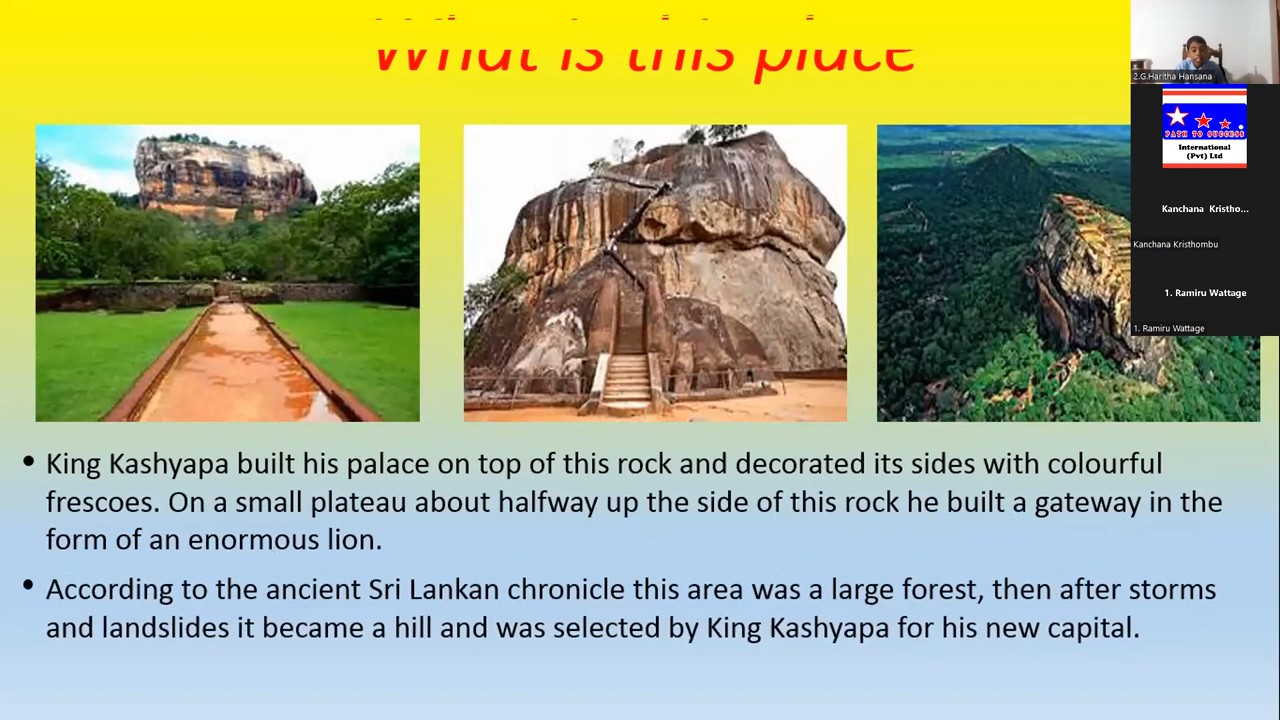 What is this place
2.G.Haritha Hansana
PATH TO SUCCESS
International
(Pvt) Ltd
Kanchana Kristho...
Kanchana Kristhombu
1. Ramiru Wattage
1. Ramiru Wattage
• King Kashyapa built his palace on top of this rock and decorated its sides with colourful
frescoes. On a small plateau about halfway up the side of this rock he built a gateway in the
form of an enormous lion.
• According to the ancient Sri Lankan chronicle this area was a large forest, then after storms
and landslides it became a hill and was selected by King Kashyapa for his new capital.